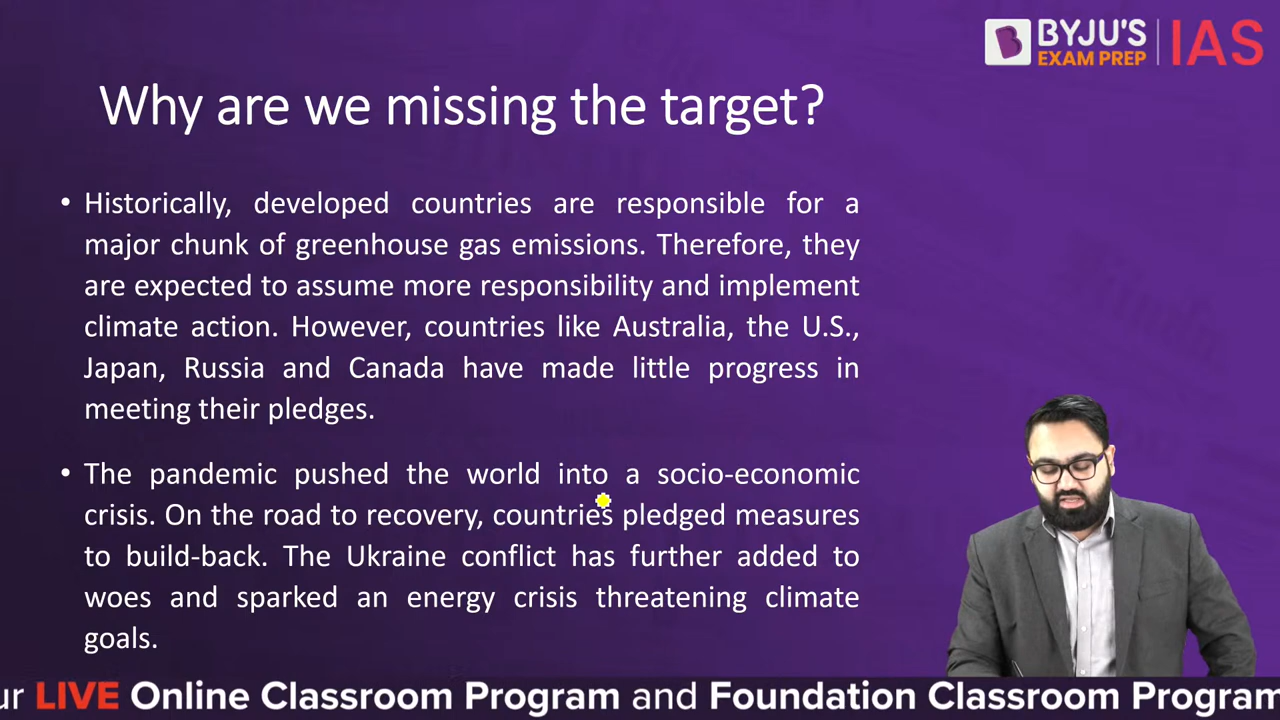 BYJU'S
EXAM PREP
IAS
Why are we missing the target?
• Historically, developed countries are responsible for a
major chunk of greenhouse gas emissions. Therefore, they
are expected to assume more responsibility and implement
climate action. However, countries like Australia, the U.S.,
Japan, Russia and Canada have made little progress in
meeting their pledges.
• The pandemic pushed the world into a socio-economic
crisis. On the road to recovery, countries pledged measures
to build-back. The Ukraine conflict has further added to
woes and sparked an energy crisis threatening climate
goals.
ur LIVE Online Classroom Program and Foundation Classroom Program